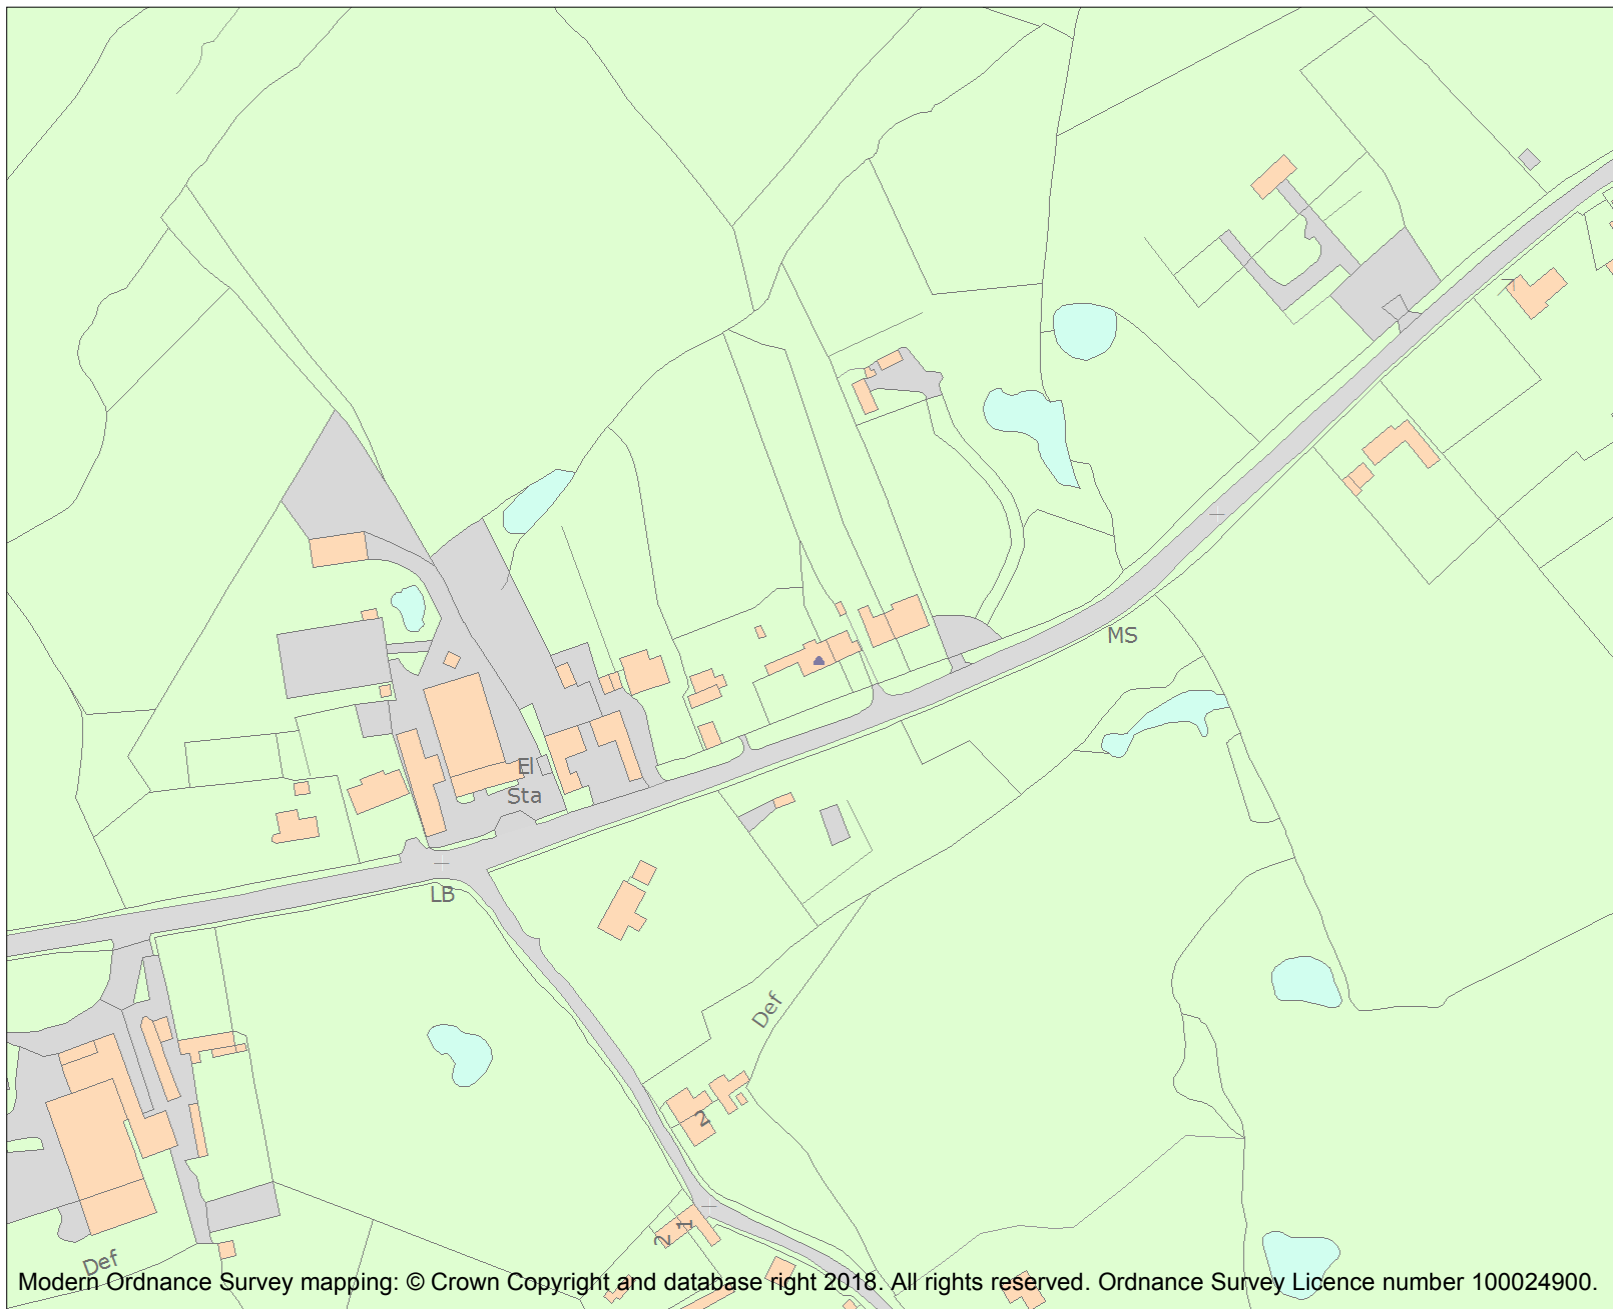 7
MS
El
Sta
LB
Def
2
1
2
Def
Modern Ordnance Survey mapping: © Crown Copyright and database right 2018. All rights reserved. Ordnance Survey Licence number 100024900.